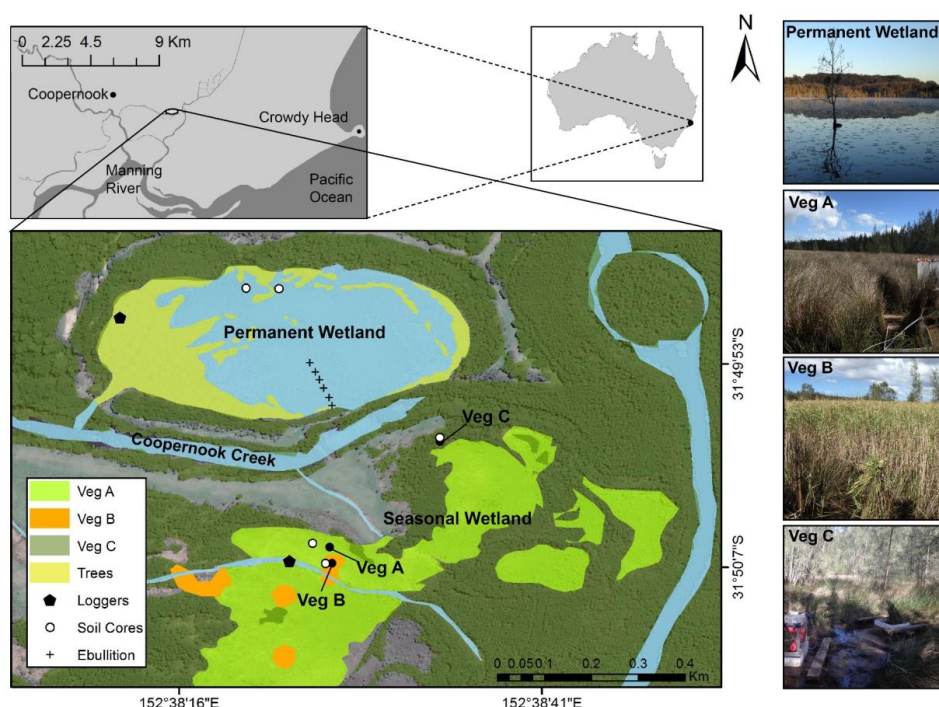 0 2.25 4.5 9 Km
Coopernook
Crowdy Head
Manning
River
Pacific
Ocean
N
Permanent Wetland
Veg A
Veg B
Veg C
Permanent Wetland
Coopernook Creek
Veg C
Seasonal Wetland
Veg A
Veg B
Veg A
Veg B
Veg C
Trees
Loggers
Soil Cores
Ebullition
0 0.05 0.1 0.2 0.3 0.4
Km
31°49'53"S
31°50'7"S
152°38'16"E
152°38'41"E